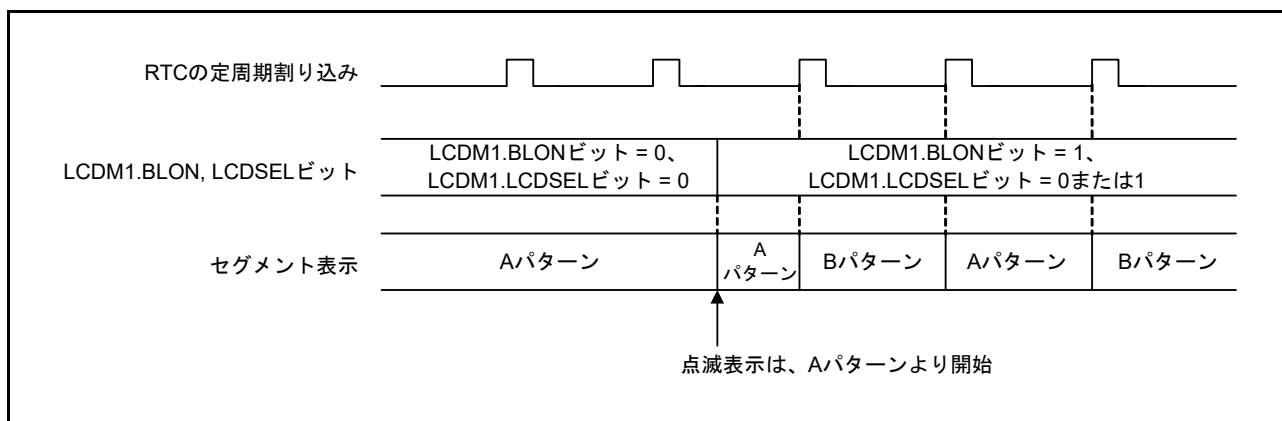 RTCの定周期割り込み
LCDM1.BLON, LCDSELビット
LCDM1.BLONビット = 0、
LCDM1.LCDSELビット = 0
LCDM1.BLONビット = 1、
LCDM1.LCDSELビット = 0または1
セグメント表示
Aパターン
A
パターン
Bパターン
Aパターン
Bパターン
点滅表示は、Aパターンより開始